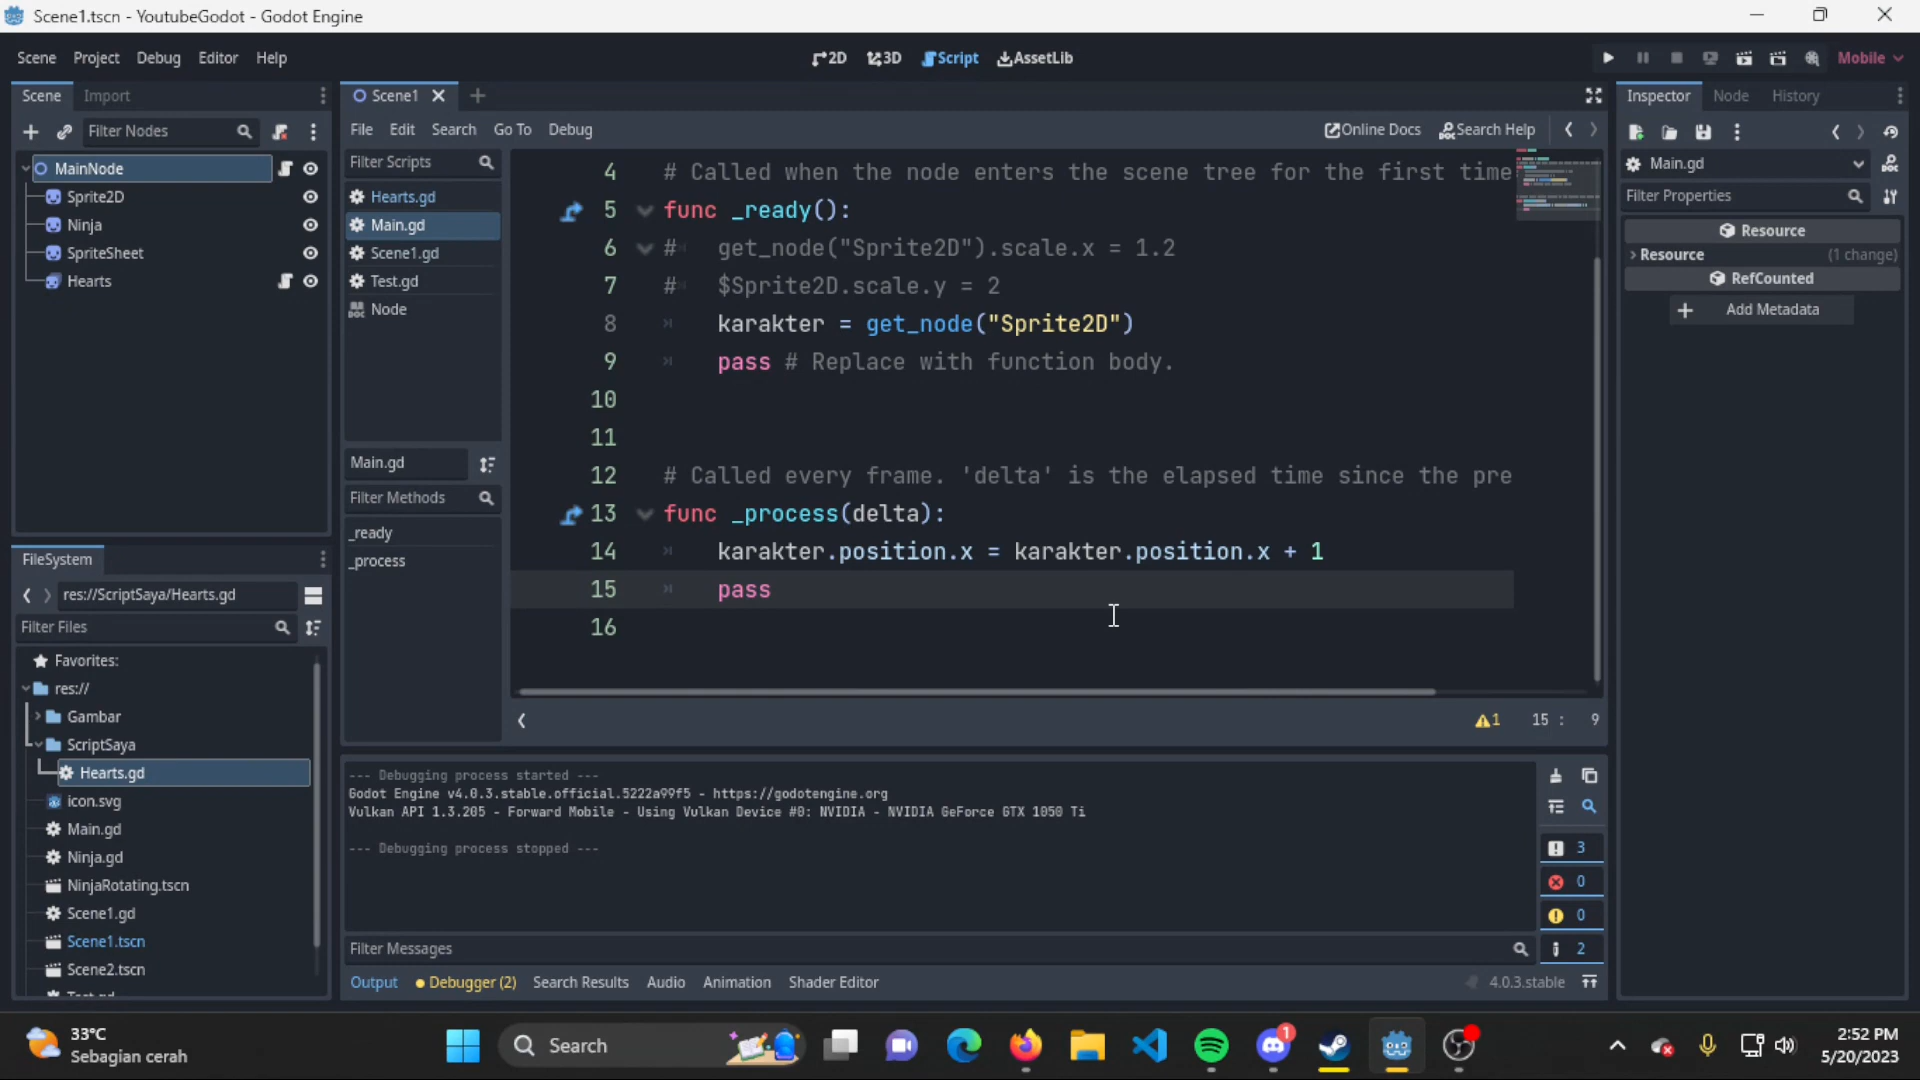 Scene1.tscn - YoutubeGodot - Godot Engine
Scene Project Debug Editor Help
2D 3D Script AssetLib
Mobile
Scene Import
Filter Nodes
MainNode
Sprite2D
Ninja
SpriteSheet
Hearts
FileSystem
res://ScriptSaya/Hearts.gd
Filter Files
Favorites:
res://
Gambar
ScriptSaya
Hearts.gd
icon.svg
Main.gd
Ninja.gd
NinjaRotating.tscn
Scene1.gd
Scene1.tscn
Scene2.tscn
Scene1
File Edit Search Go To Debug
Online Docs Search Help
Filter Scripts
Hearts.gd
Main.gd
Scene1.gd
Test.gd
Node
Main.gd
Filter Methods
_ready
_process
4 # Called when the node enters the scene tree for the first time
5 func _ready():
6 # get_node("Sprite2D").scale.x = 1.2
7 # $Sprite2D.scale.y = 2
8 karakter = get_node("Sprite2D")
9 pass # Replace with function body.
10
11
12 # Called every frame. 'delta' is the elapsed time since the pre
13 func _process(delta):
14 karakter.position.x = karakter.position.x + 1
15 pass
16
1 15 : 9
--- Debugging process started ---
Godot Engine v4.0.3.stable.official.5222a99f5 - https://godotengine.org
Vulkan API 1.3.205 - Forward Mobile - Using Vulkan Device #0: NVIDIA - NVIDIA GeForce GTX 1050 Ti
--- Debugging process stopped ---
3
0
0
2
Filter Messages
Output Debugger (2) Search Results Audio Animation Shader Editor
4.0.3.stable
Inspector Node History
Main.gd
Filter Properties
Resource
Resource (1 change)
RefCounted
Add Metadata
33°C
Sebagian cerah
Search
1
2:52 PM
5/20/2023